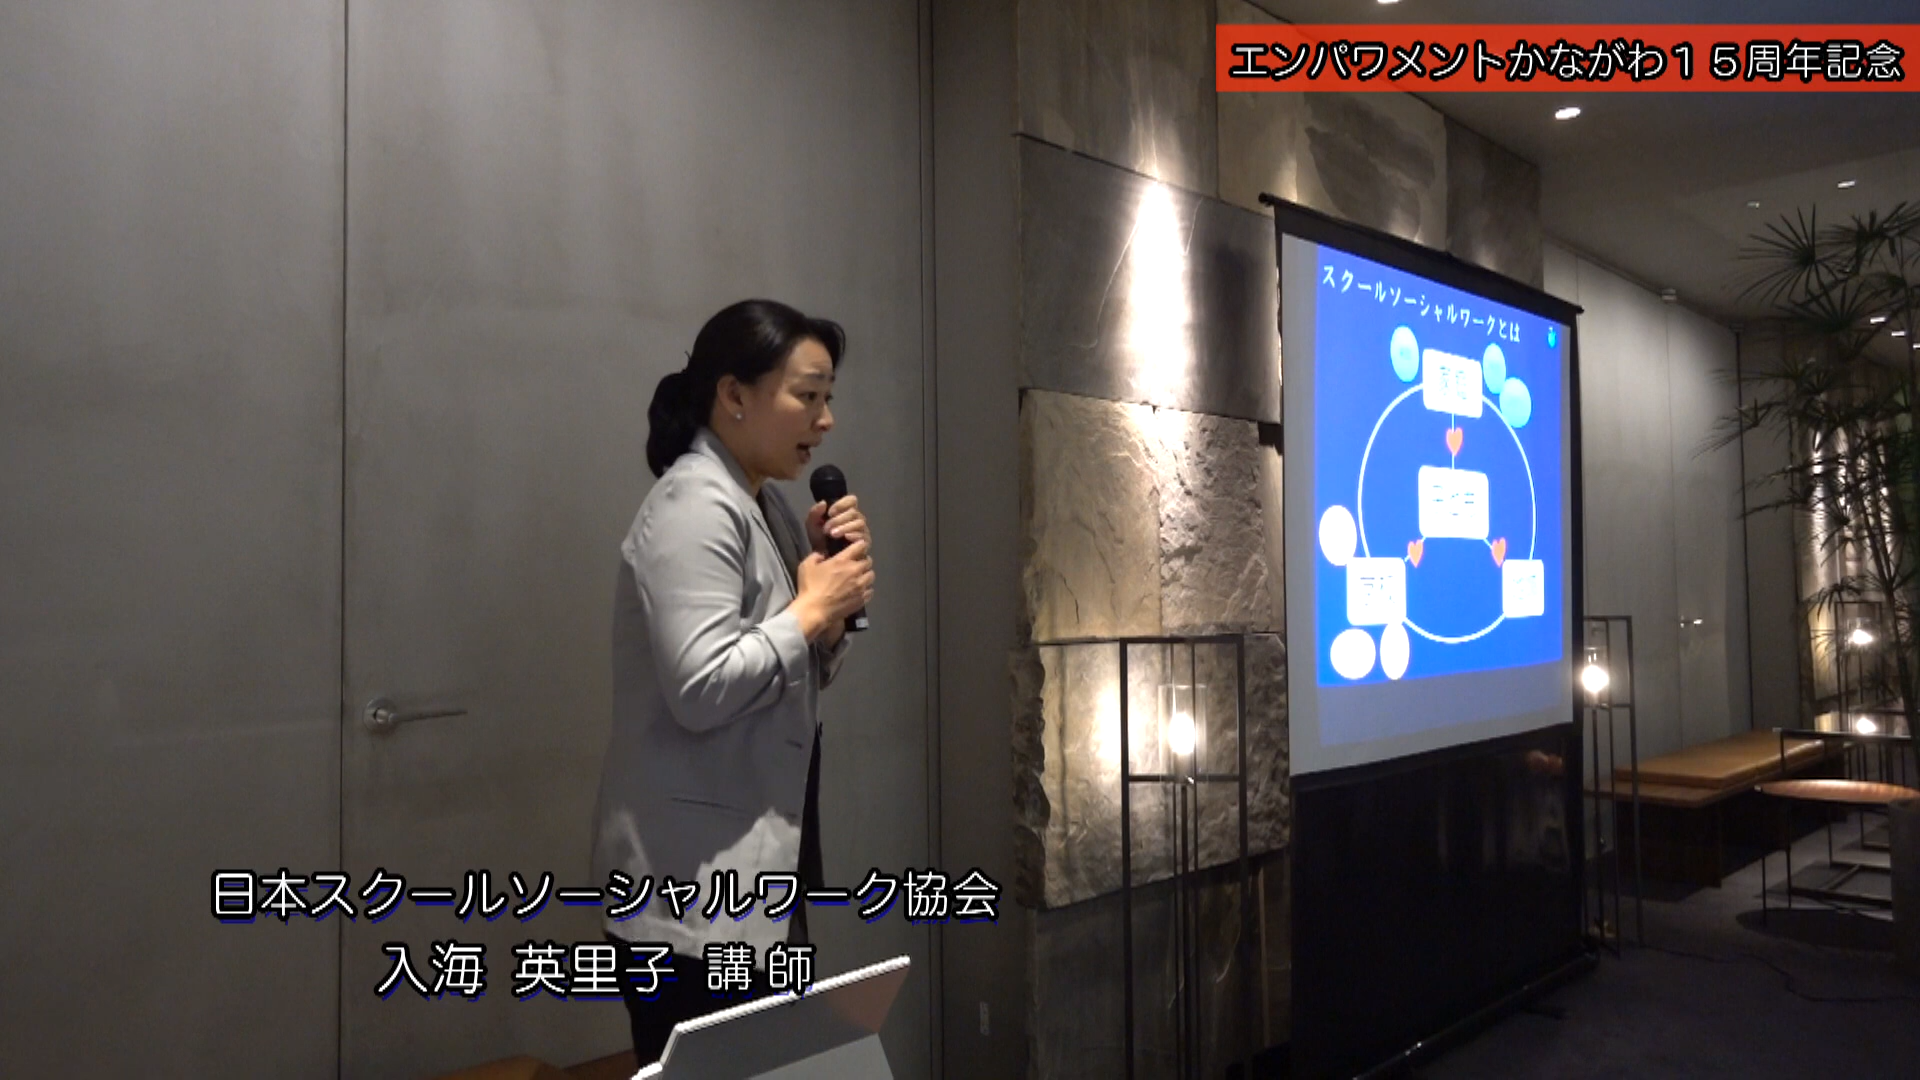 エンパワメントかながわ１５周年記念
スクールソーシャルワークとは
日本スクールソーシャルワーク協会
入海 英里子 講師